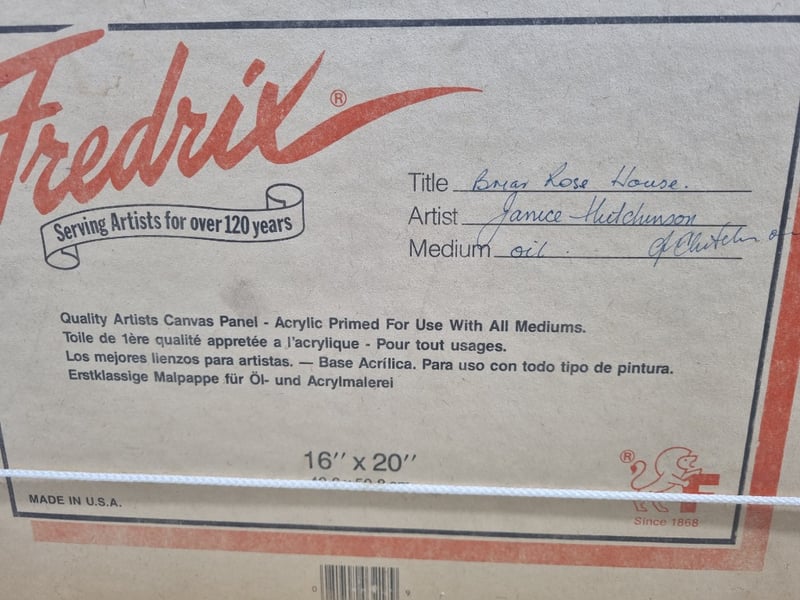 Fredrix®
Serving Artists for over 120 years
Title Briar Rose House.
Artist Janice Hutchinson
Medium oil.
Quality Artists Canvas Panel - Acrylic Primed For Use With All Mediums.
Toile de 1ère qualité appretée a l'acrylique - Pour tout usages.
Los mejores lienzos para artistas. — Base Acrílica. Para uso con todo tipo de pintura.
Erstklassige Malpappe für Öl- und Acrylmalerei
16" x 20"
MADE IN U.S.A.
® F
Since 1868
0 9